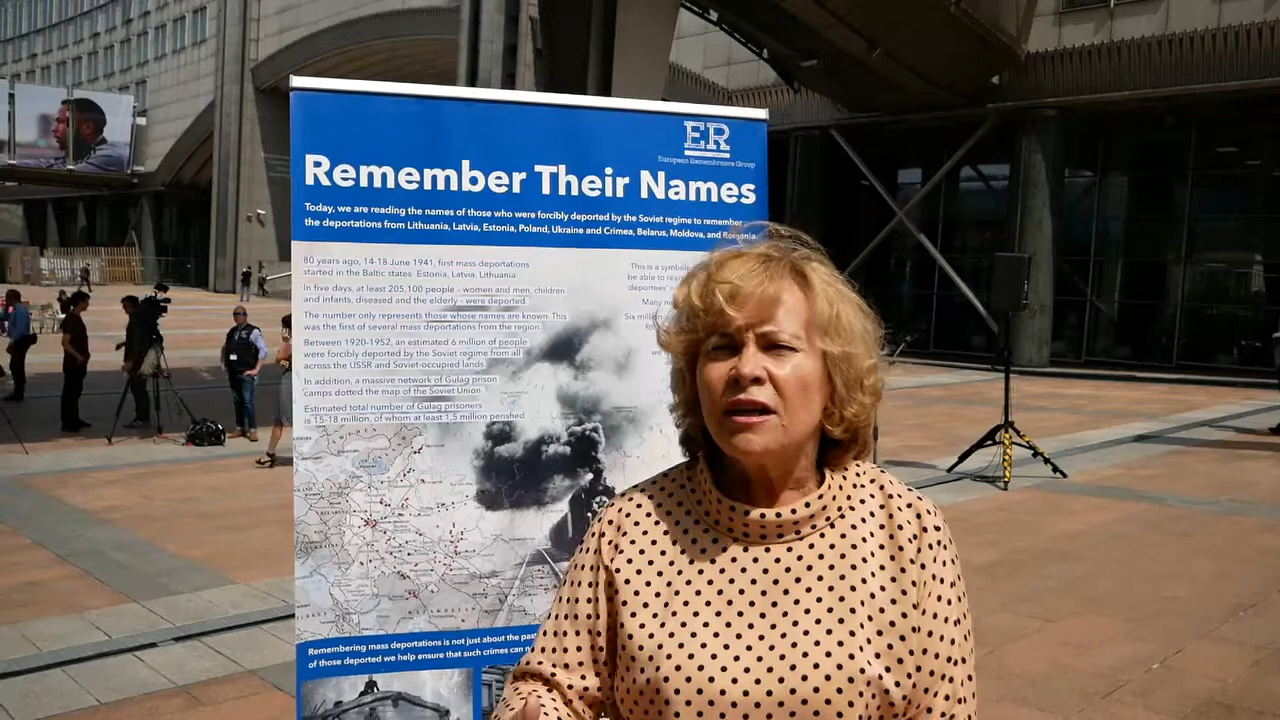 ER
European Remembrance Group
Remember Their Names
Today, we are reading the names of those who were forcibly deported by the Soviet regime to remember
the deportations from Lithuania, Latvia, Estonia, Poland, Ukraine and Crimea, Belarus, Moldova, and Romania.
80 years ago, 14-18 June 1941, first mass deportations
started in the Baltic states Estonia, Latvia, Lithuania
In five days, at least 205,100 people - women and men, children
and infants, diseased and the elderly - were deported.
The number only represents those whose names are known. This
was the first of several mass deportations from the region.
Between 1920-1952, an estimated 6 million of people
were forcibly deported by the Soviet regime from all
across the USSR and Soviet-occupied lands.
In addition, a massive network of Gulag prison
camps dotted the map of the Soviet Union.
Estimated total number of Gulag prisoners
is 15-18 million, of whom at least 1,5 million perished
This is a symbol
be able to rea
deportees'
Many n
Six million
fo
we
Remembering mass deportations is not just about the pas
of those deported we help ensure that such crimes can n